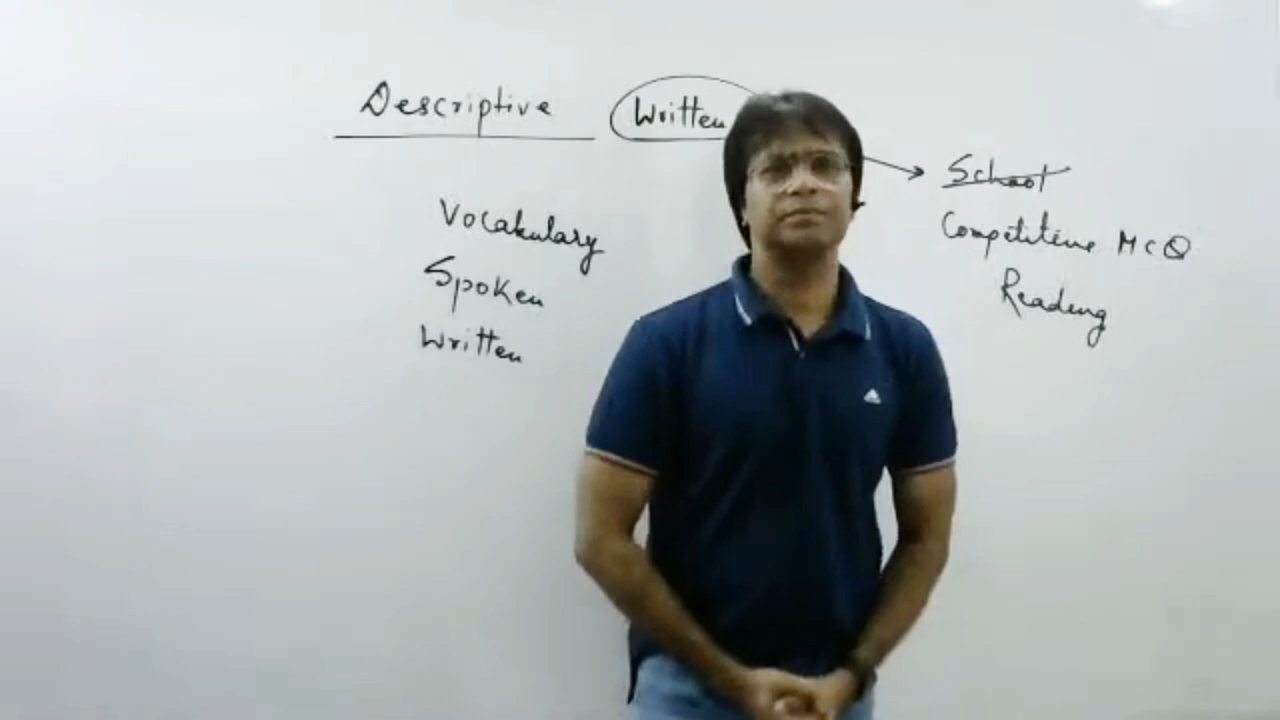 Descriptive Written
School
Competitive MCQ
Reading
Vocabulary
Spoken
Written